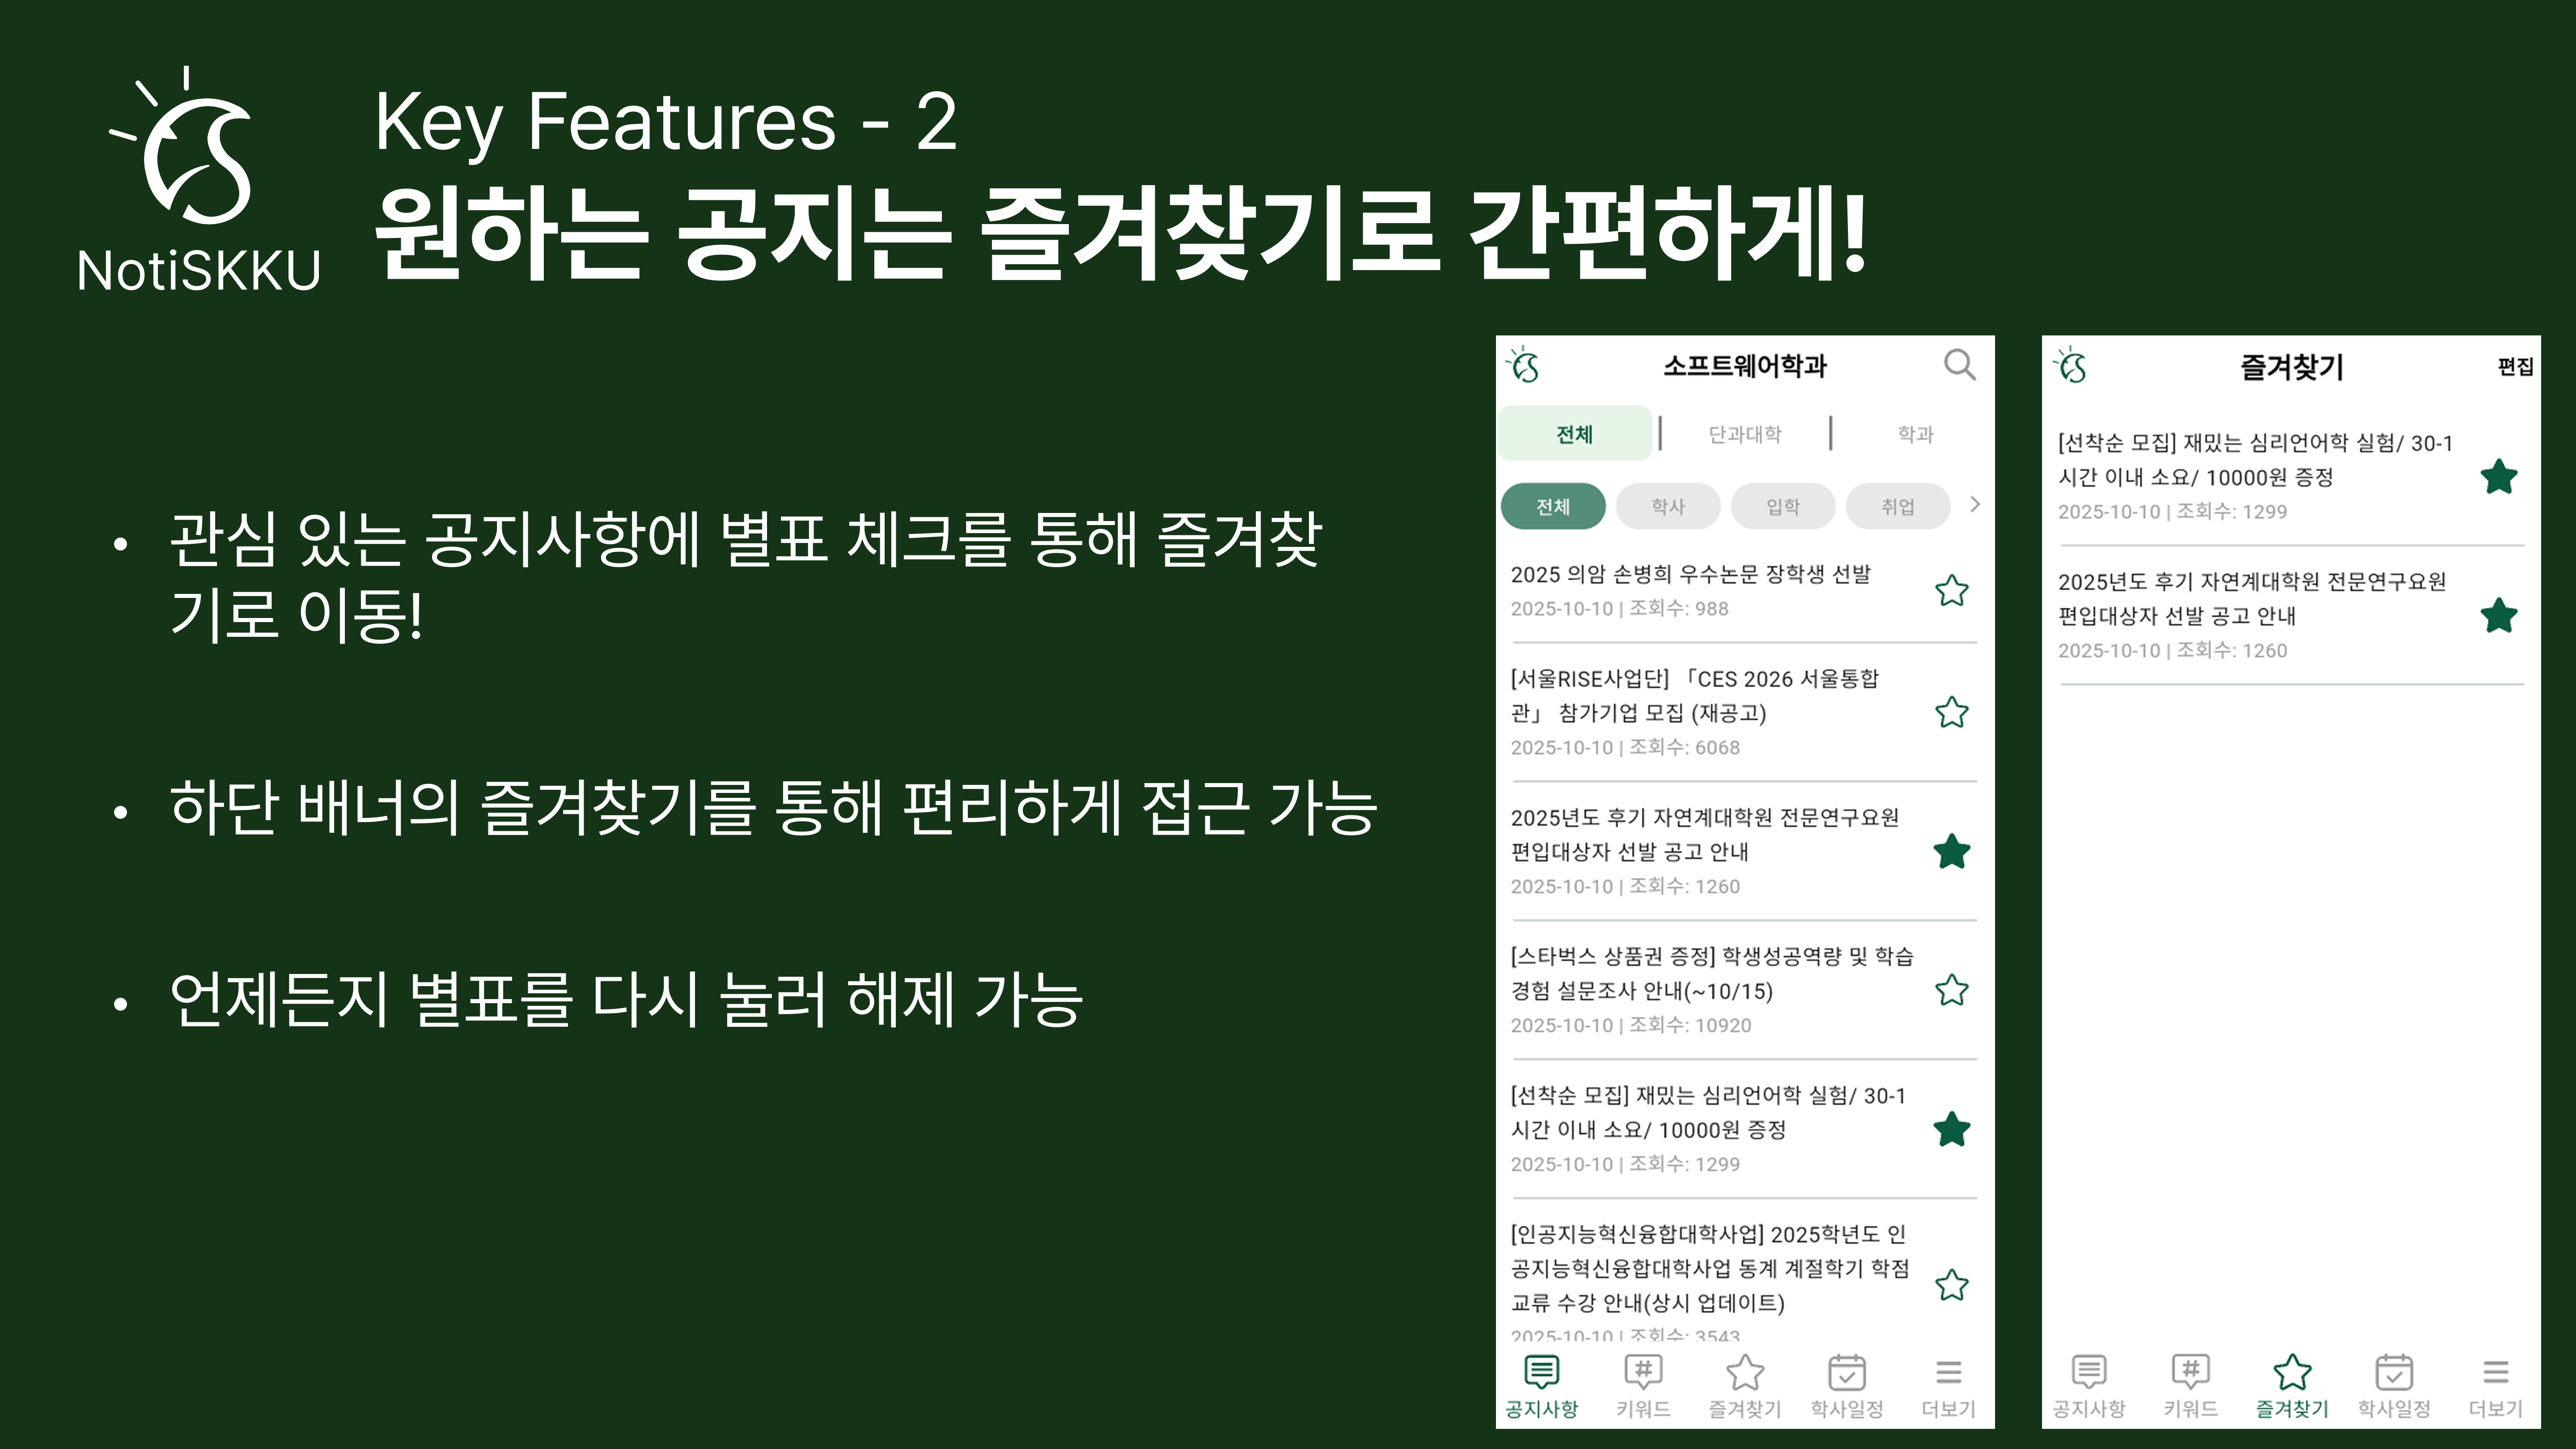 NotiSKKU
Key Features - 2
원하는 공지는 즐겨찾기로 간편하게!
• 관심 있는 공지사항에 별표 체크를 통해 즐겨찾
기로 이동!
• 하단 배너의 즐겨찾기를 통해 편리하게 접근 가능
• 언제든지 별표를 다시 눌러 해제 가능
소프트웨어학과
전체 | 단과대학 | 학과
전체 학사 입학 취업
2025 의암 손병희 우수논문 장학생 선발
2025-10-10 | 조회수: 988
[서울RISE사업단] 「CES 2026 서울통합
관」 참가기업 모집 (재공고)
2025-10-10 | 조회수: 6068
2025년도 후기 자연계대학원 전문연구요원
편입대상자 선발 공고 안내
2025-10-10 | 조회수: 1260
[스타벅스 상품권 증정] 학생성공역량 및 학습
경험 설문조사 안내(~10/15)
2025-10-10 | 조회수: 10920
[선착순 모집] 재밌는 심리언어학 실험/ 30-1
시간 이내 소요/ 10000원 증정
2025-10-10 | 조회수: 1299
[인공지능혁신융합대학사업] 2025학년도 인
공지능혁신융합대학사업 동계 계절학기 학점
교류 수강 안내(상시 업데이트)
2025-10-10 | 조회수: 3543
공지사항 키워드 즐겨찾기 학사일정 더보기
즐겨찾기 편집
[선착순 모집] 재밌는 심리언어학 실험/ 30-1
시간 이내 소요/ 10000원 증정
2025-10-10 | 조회수: 1299
2025년도 후기 자연계대학원 전문연구요원
편입대상자 선발 공고 안내
2025-10-10 | 조회수: 1260
공지사항 키워드 즐겨찾기 학사일정 더보기